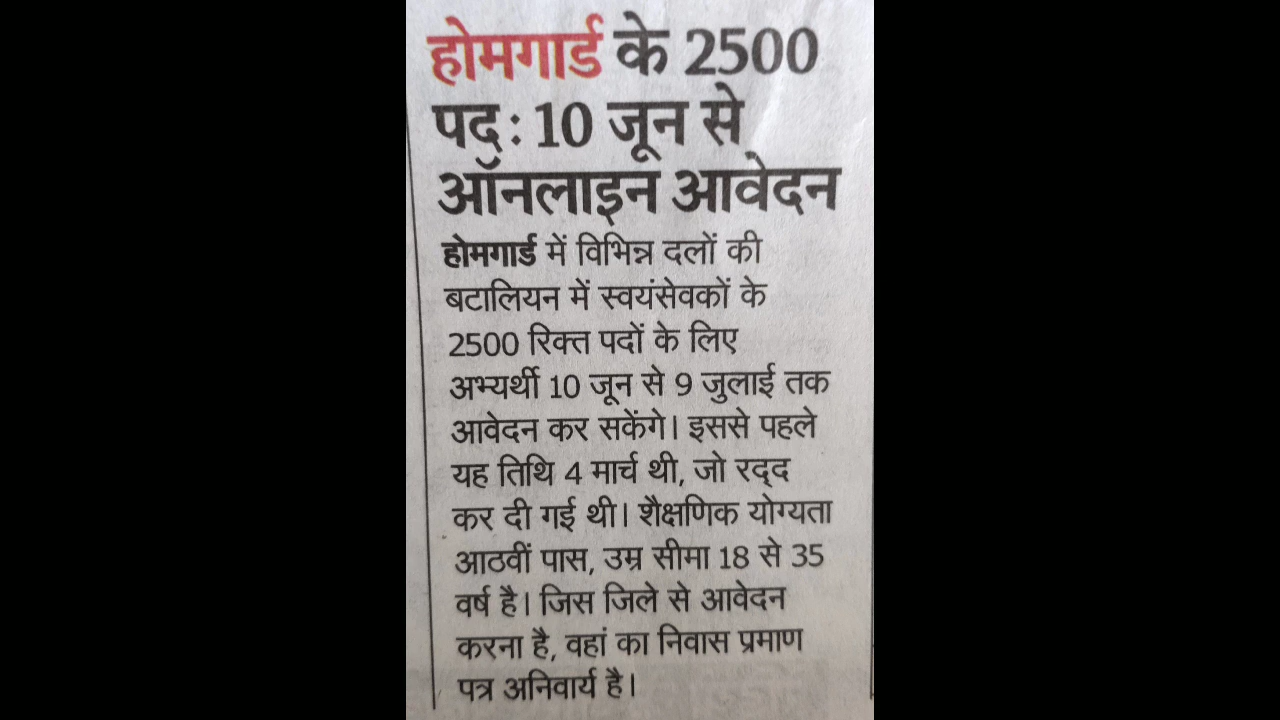 होमगार्ड के 2500
पद: 10 जून से
ऑनलाइन आवेदन
होमगार्ड में विभिन्न दलों की
बटालियन में स्वयंसेवकों के
2500 रिक्त पदों के लिए
अभ्यर्थी 10 जून से 9 जुलाई तक
आवेदन कर सकेंगे। इससे पहले
यह तिथि 4 मार्च थी, जो रद्‌द
कर दी गई थी। शैक्षणिक योग्यता
आठवीं पास, उम्र सीमा 18 से 35
वर्ष है। जिस जिले से आवेदन
करना है, वहां का निवास प्रमाण
पत्र अनिवार्य है।